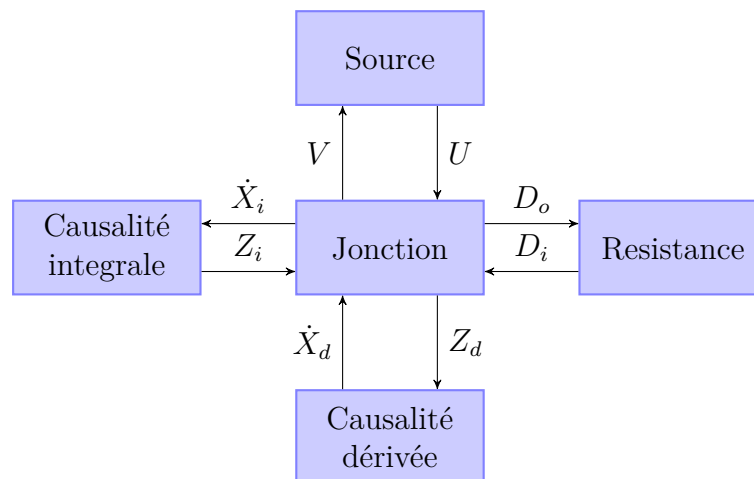 Source
V
U
Causalité
integrale
Ẋ_i
Z_i
Jonction
D_o
D_i
Resistance
Ẋ_d
Z_d
Causalité
dérivée